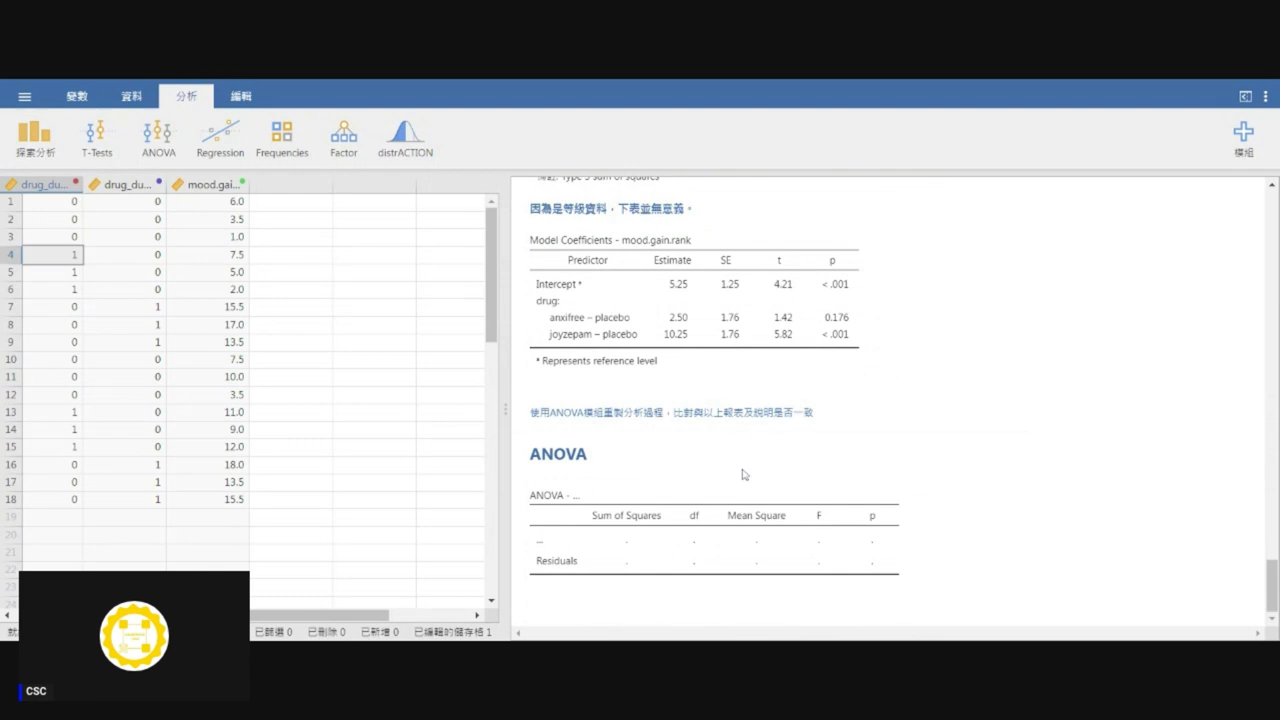 變數 資料 分析 編輯
探索分析 T-Tests ANOVA Regression Frequencies Factor distrACTION 模組
drug_du... drug_du... mood.gai...
1 0 0 6.0
2 0 0 3.5
3 0 0 1.0
4 1 0 7.5
5 1 0 5.0
6 1 0 2.0
7 0 1 15.5
8 0 1 17.0
9 0 1 13.5
10 0 0 7.5
11 0 0 10.0
12 0 0 3.5
13 1 0 11.0
14 1 0 9.0
15 1 0 12.0
16 0 1 18.0
17 0 1 13.5
18 0 1 15.5
19
20
21
22
23
24
已篩選 0 已刪除 0 已新增 0 已編輯的儲存格 1
CSC
Type 3 sum of squares
因為是等級資料，下表並無意義。
Model Coefficients - mood.gain.rank
Predictor Estimate SE t p
Intercept ª 5.25 1.25 4.21 < .001
drug:
anxifree – placebo 2.50 1.76 1.42 0.176
joyzepam – placebo 10.25 1.76 5.82 < .001
ª Represents reference level
使用ANOVA模組重製分析過程，比對與以上報表及說明是否一致
ANOVA
ANOVA - ...
Sum of Squares df Mean Square F p
... . . . . .
Residuals . . . . .